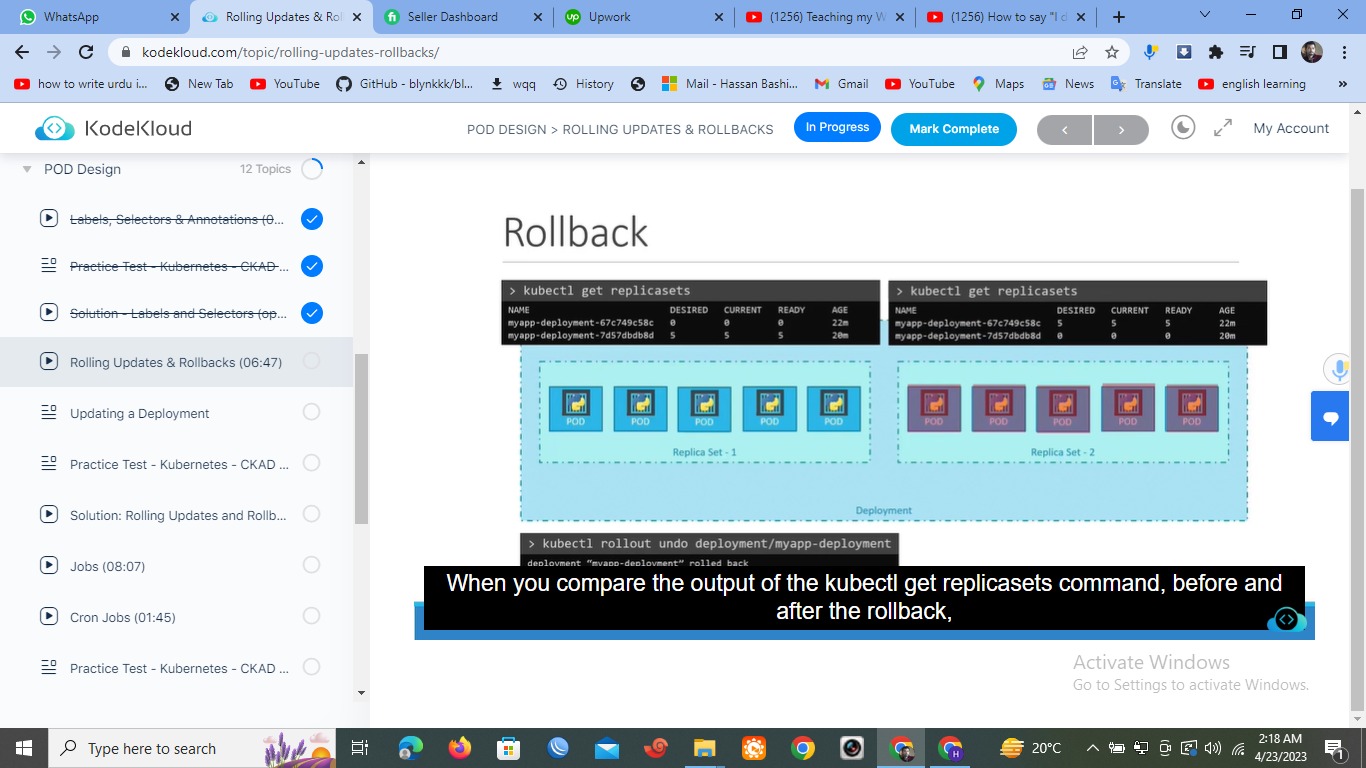 WhatsApp
Rolling Updates & Rol
Seller Dashboard
Upwork
(1256) Teaching my W
(1256) How to say "I d
kodekloud.com/topic/rolling-updates-rollbacks/
how to write urdu i...
New Tab
YouTube
GitHub - blynkkk/bl...
wqq
History
Mail - Hassan Bashi...
Gmail
YouTube
Maps
News
Translate
english learning
»
KodeKloud
POD DESIGN > ROLLING UPDATES & ROLLBACKS
In Progress
Mark Complete
<
>
My Account
POD Design
12 Topics
Labels, Selectors & Annotations (0...
Practice Test - Kubernetes - CKAD ...
Solution - Labels and Selectors (op...
Rolling Updates & Rollbacks (06:47)
Updating a Deployment
Practice Test - Kubernetes - CKAD ...
Solution: Rolling Updates and Rollb...
Jobs (08:07)
Cron Jobs (01:45)
Practice Test - Kubernetes - CKAD ...
Rollback
> kubectl get replicasets
NAME DESIRED CURRENT READY AGE
myapp-deployment-67c749c58c 0 0 0 22m
myapp-deployment-7d57dbdb8d 5 5 5 20m
> kubectl get replicasets
NAME DESIRED CURRENT READY AGE
myapp-deployment-67c749c58c 5 5 5 22m
myapp-deployment-7d57dbdb8d 0 0 0 20m
POD POD POD POD POD
Replica Set - 1
POD POD POD POD POD
Replica Set - 2
Deployment
> kubectl rollout undo deployment/myapp-deployment
deployment "myapp-deployment" rolled back
When you compare the output of the kubectl get replicasets command, before and
after the rollback,
Activate Windows
Go to Settings to activate Windows.
Type here to search
20°C
2:18 AM
4/23/2023
1